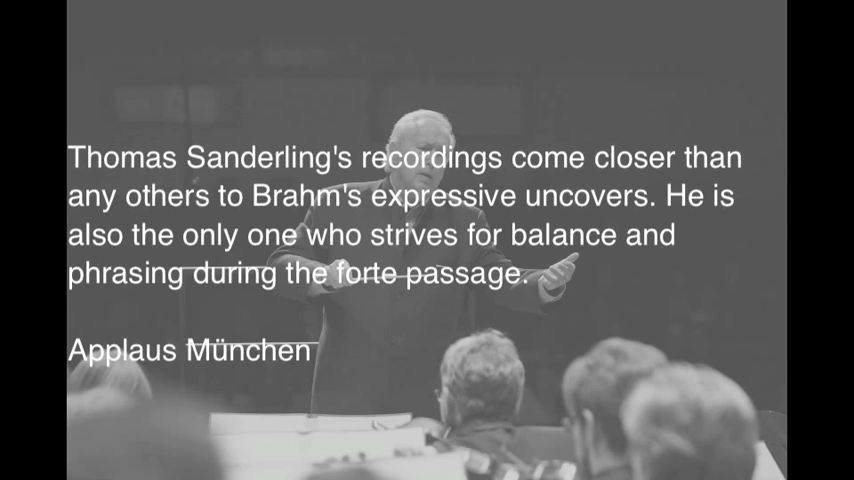 Thomas Sanderling's recordings come closer than
any others to Brahm's expressive uncovers. He is
also the only one who strives for balance and
phrasing during the forte passage.
Applaus München